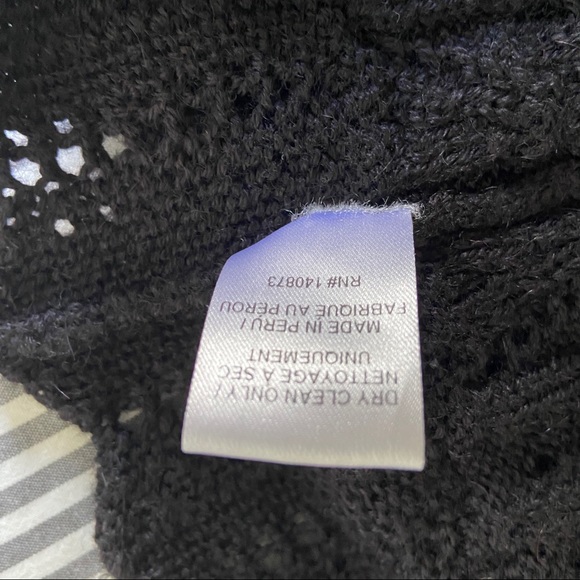 DRY CLEAN ONLY /
NETTOYAGE A SEC
UNIQUEMENT
MADE IN PERU /
FABRIQUE AU PEROU
RN# 140873